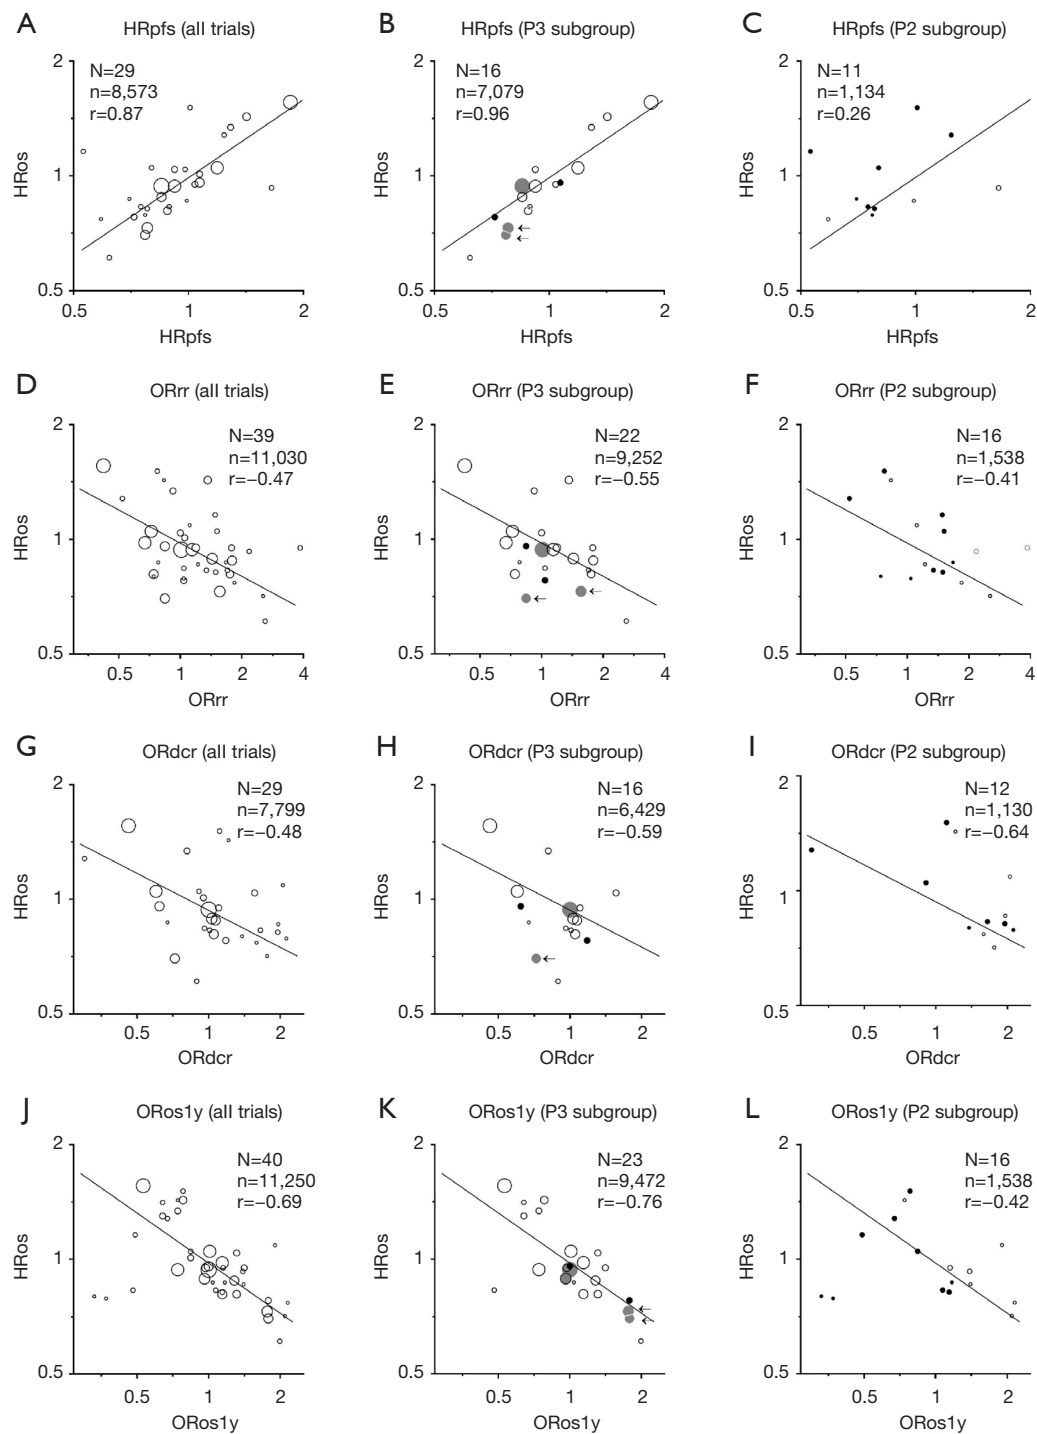 A
HRpfs (all trials)
2
N=29
n=8,573
r=0.87
HRos
1
0.5
0.5
1
2
HRpfs
B
HRpfs (P3 subgroup)
2
N=16
n=7,079
r=0.96
HRos
1
0.5
0.5
1
2
HRpfs
C
HRpfs (P2 subgroup)
2
N=11
n=1,134
r=0.26
HRos
1
0.5
0.5
1
2
HRpfs
D
ORrr (all trials)
2
N=39
n=11,030
r=−0.47
HRos
1
0.5
0.5
1
2
4
ORrr
E
ORrr (P3 subgroup)
2
N=22
n=9,252
r=−0.55
HRos
1
0.5
0.5
1
2
4
ORrr
F
ORrr (P2 subgroup)
2
N=16
n=1,538
r=−0.41
HRos
1
0.5
0.5
1
2
4
ORrr
G
ORdcr (all trials)
2
N=29
n=7,799
r=−0.48
HRos
1
0.5
0.5
1
2
ORdcr
H
ORdcr (P3 subgroup)
2
N=16
n=6,429
r=−0.59
HRos
1
0.5
0.5
1
2
ORdcr
I
ORdcr (P2 subgroup)
2
N=12
n=1,130
r=−0.64
HRos
1
0.5
0.5
1
2
ORdcr
J
ORos1y (all trials)
2
N=40
n=11,250
r=−0.69
HRos
1
0.5
0.5
1
2
ORos1y
K
ORos1y (P3 subgroup)
2
N=23
n=9,472
r=−0.76
HRos
1
0.5
0.5
1
2
ORos1y
L
ORos1y (P2 subgroup)
2
N=16
n=1,538
r=−0.42
HRos
1
0.5
0.5
1
2
ORos1y